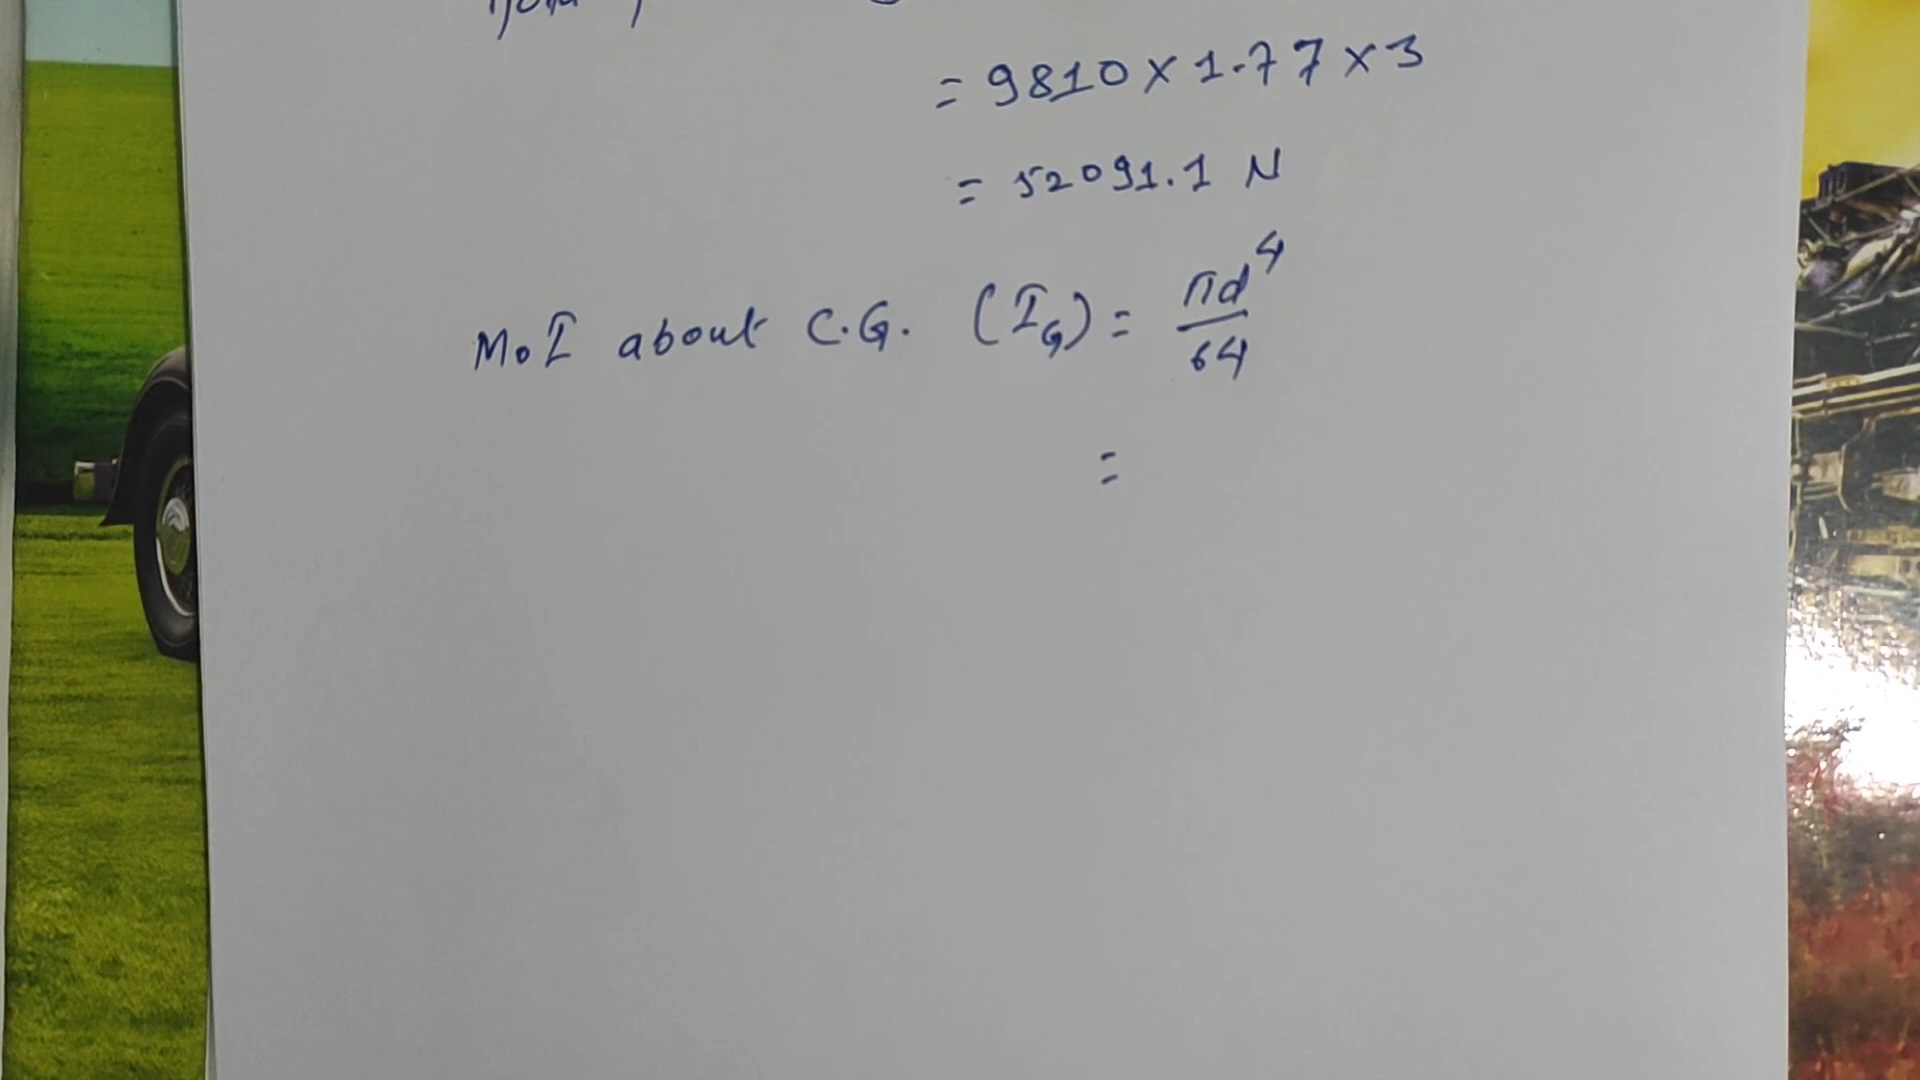 = 9810 × 1.77 × 3
= 52091.1 N
MoI about C.G. (I_G) = πd⁴/64
=